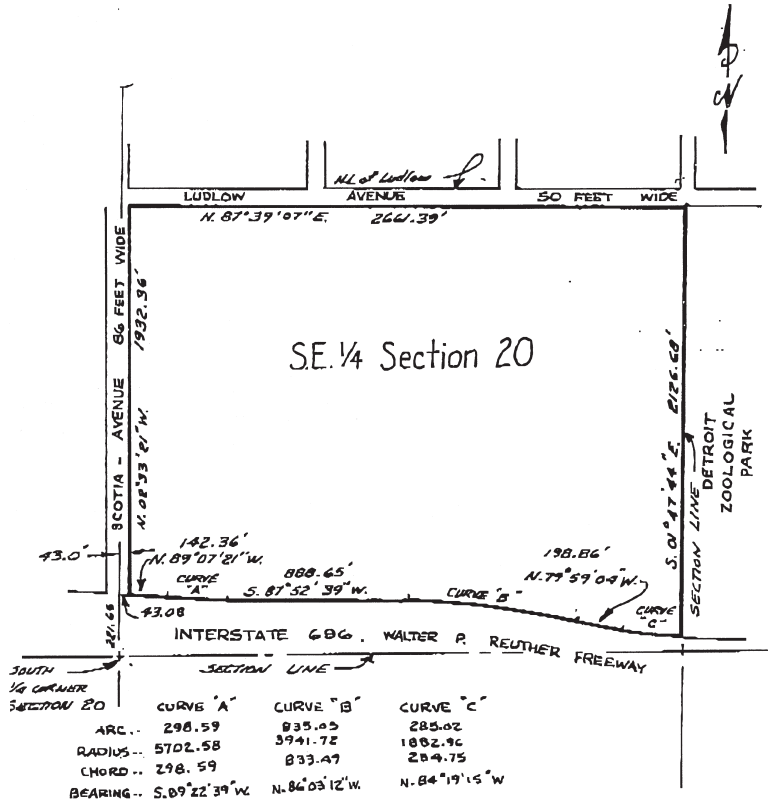 N
N.L of Ludlow
LUDLOW AVENUE 50 FEET WIDE
N. 87°39'07"E. 2661.39'
SCOTIA - AVENUE 86 FEET WIDE
N. 02°33'21"W. 1932.36'
S.E. 1/4 Section 20
S. 01°47'44"E. 2126.68'
SECTION LINE
DETROIT
ZOOLOGICAL
PARK
43.0'
142.36'
N. 89°07'21"W.
CURVE
"A"
888.65'
S. 87°52'39"W.
CURVE "B"
198.86'
N. 79°59'04"W.
CURVE
"C"
43.08
221.66
INTERSTATE 696. WALTER P. REUTHER FREEWAY
SECTION LINE
SOUTH
1/4 CORNER
SECTION 20
CURVE "A" CURVE "B" CURVE "C"
ARC.- 298.59 835.05 285.02
RADIUS-- 5702.58 3941.72 1882.96
CHORD-- 298.59 833.49 284.75
BEARING-- S.89°22'39"W. N.86°03'12"W. N-84°19'15"W